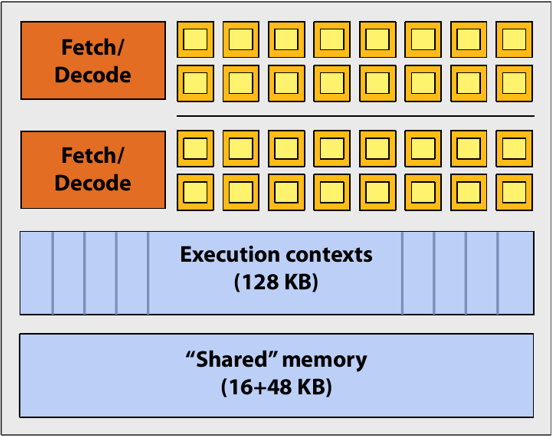 Fetch/
Decode
Fetch/
Decode
Execution contexts
(128 KB)
“Shared” memory
(16+48 KB)